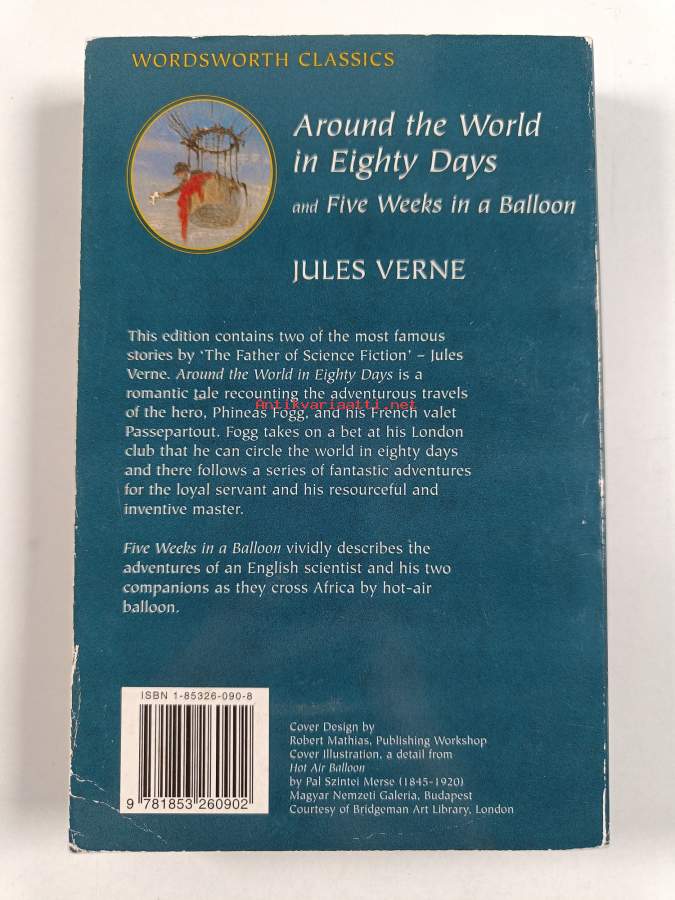 WORDSWORTH CLASSICS
Around the World
in Eighty Days
and Five Weeks in a Balloon
JULES VERNE
This edition contains two of the most famous
stories by ‘The Father of Science Fiction’ – Jules
Verne. Around the World in Eighty Days is a
romantic tale recounting the adventurous travels
of the hero, Phineas Fogg, and his French valet
Antikvariaatti.net
Passepartout. Fogg takes on a bet at his London
club that he can circle the world in eighty days
and there follows a series of fantastic adventures
for the loyal servant and his resourceful and
inventive master.
Five Weeks in a Balloon vividly describes the
adventures of an English scientist and his two
companions as they cross Africa by hot-air
balloon.
ISBN 1-85326-090-8
9 781853 260902
Cover Design by
Robert Mathias, Publishing Workshop
Cover Illustration, a detail from
Hot Air Balloon
by Pal Szintei Merse (1845-1920)
Magyar Nemzeti Galeria, Budapest
Courtesy of Bridgeman Art Library, London